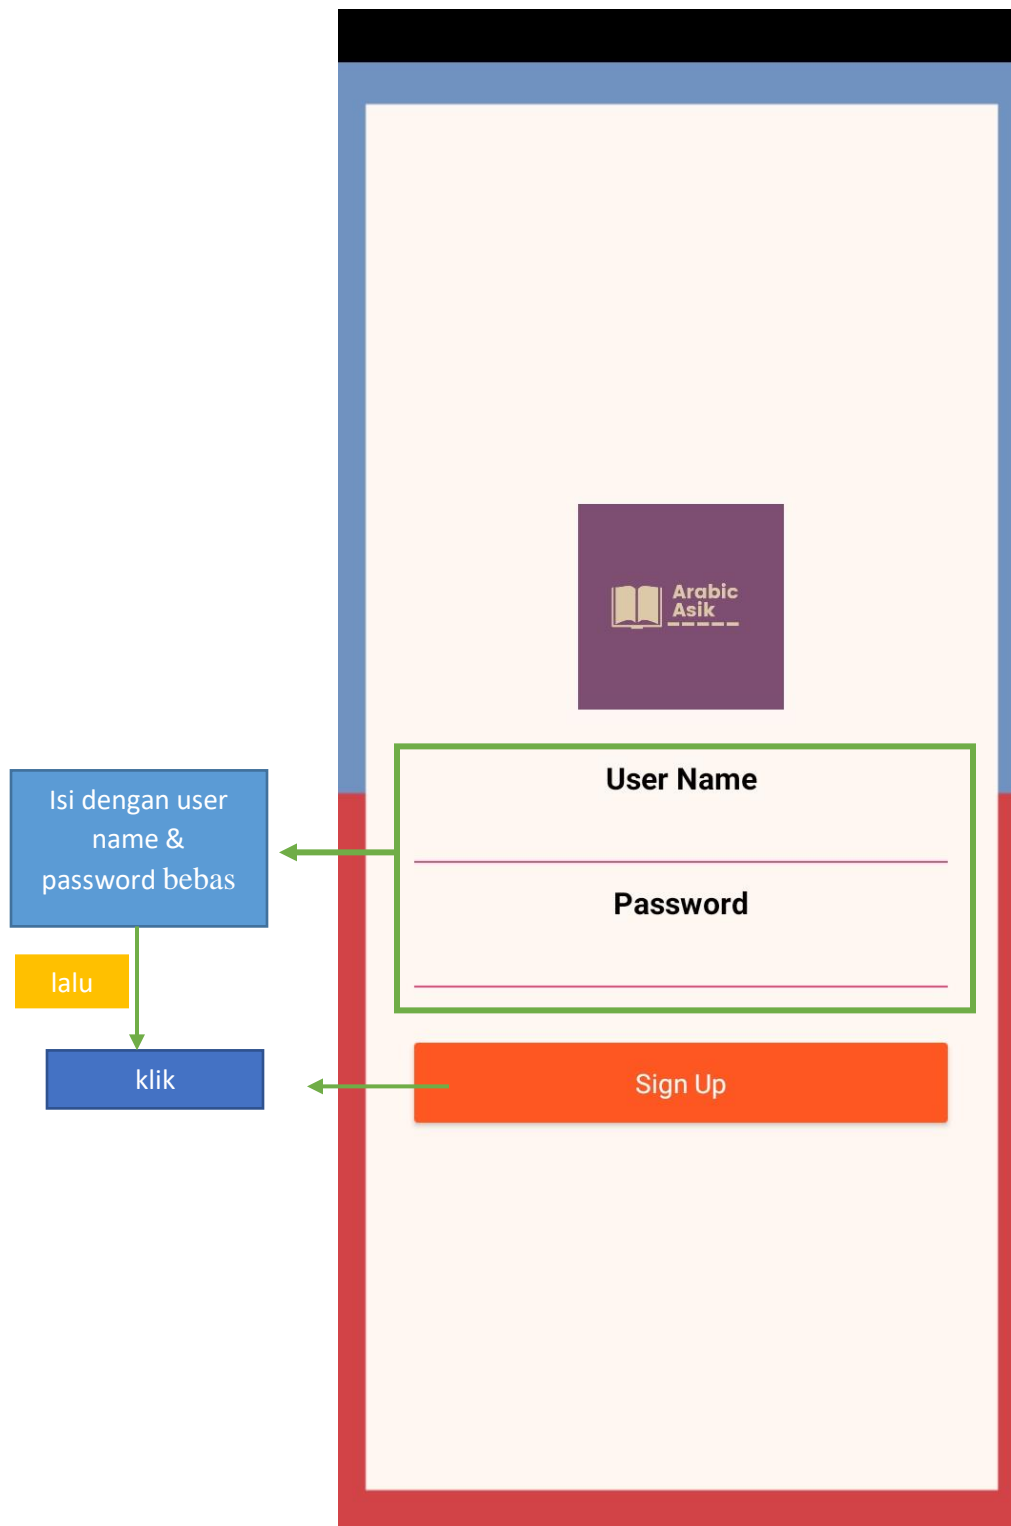 Arabic
Asik
User Name
Isi dengan user
name &
password bebas
Password
lalu
klik
Sign Up